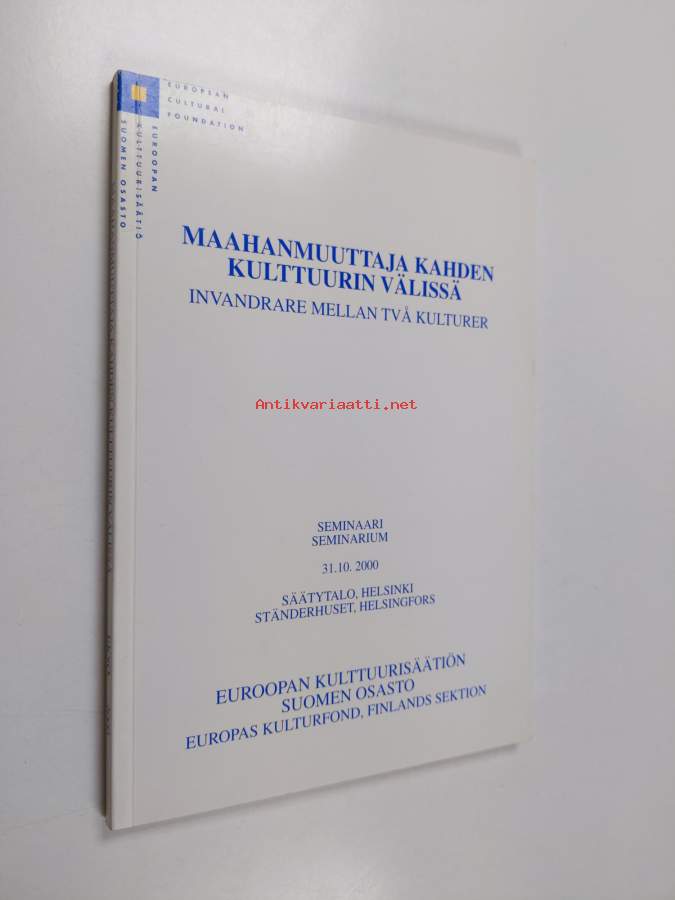 EUROPEAN
CULTURAL
FOUNDATION
EUROOPAN
KULTTUURISÄÄTIÖ
SUOMEN OSASTO
MAAHANMUUTTAJA KAHDEN
KULTTUURIN VÄLISSÄ
INVANDRARE MELLAN TVÅ KULTURER
Antikvariaatti.net
SEMINAARI
SEMINARIUM
31.10. 2000
SÄÄTYTALO, HELSINKI
STÄNDERHUSET, HELSINGFORS
EUROOPAN KULTTUURISÄÄTIÖN
SUOMEN OSASTO
EUROPAS KULTURFOND, FINLANDS SEKTION